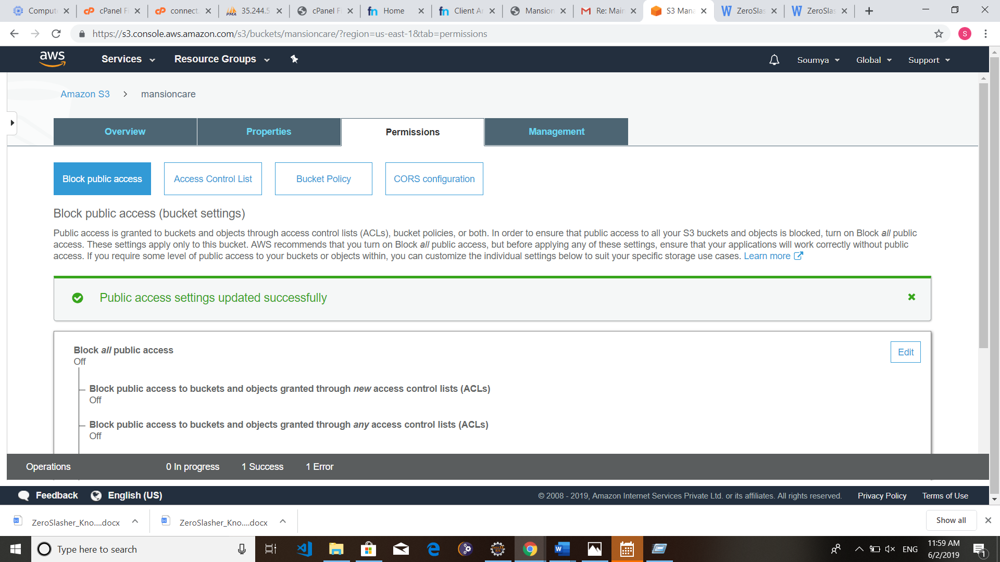 Compute
cPanel F
connect.
35.244.5
cPanel F
Home
Client A
Mansion
Re: Main
S3 Mana
ZeroSlas
ZeroSlas
https://s3.console.aws.amazon.com/s3/buckets/mansioncare/?region=us-east-1&tab=permissions
S
aws
Services
Resource Groups
Soumya
Global
Support
Amazon S3 > mansioncare
Overview
Properties
Permissions
Management
Block public access
Access Control List
Bucket Policy
CORS configuration
Block public access (bucket settings)
Public access is granted to buckets and objects through access control lists (ACLs), bucket policies, or both. In order to ensure that public access to all your S3 buckets and objects is blocked, turn on Block all public
access. These settings apply only to this bucket. AWS recommends that you turn on Block all public access, but before applying any of these settings, ensure that your applications will work correctly without public
access. If you require some level of public access to your buckets or objects within, you can customize the individual settings below to suit your specific storage use cases. Learn more
Public access settings updated successfully
Block all public access
Off
Edit
Block public access to buckets and objects granted through new access control lists (ACLs)
Off
Block public access to buckets and objects granted through any access control lists (ACLs)
Off
Operations
0 In progress
1 Success
1 Error
Feedback
English (US)
© 2008 - 2019, Amazon Internet Services Private Ltd. or its affiliates. All rights reserved.
Privacy Policy
Terms of Use
ZeroSlasher_Kno....docx
ZeroSlasher_Kno....docx
Show all
Type here to search
ENG
11:59 AM
6/2/2019
1